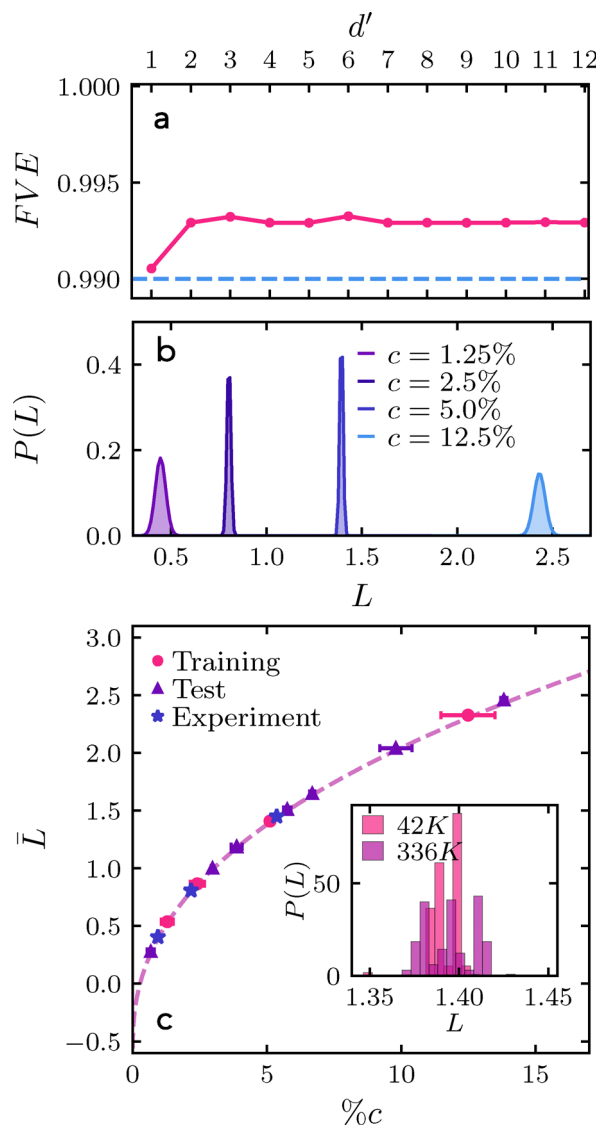 d′
1 2 3 4 5 6 7 8 9 10 11 12
1.000
a
0.995
FVE
0.990
b
c = 1.25%
c = 2.5%
c = 5.0%
c = 12.5%
0.4
P(L)
0.2
0.0
0.5 1.0 1.5 2.0 2.5
L
3.0
Training
Test
Experiment
2.5
2.0
1.5
L̄
1.0
0.5
0.0
−0.5
42K
336K
P(L)
50
0
1.35 1.40 1.45
L
c
0 5 10 15
%c